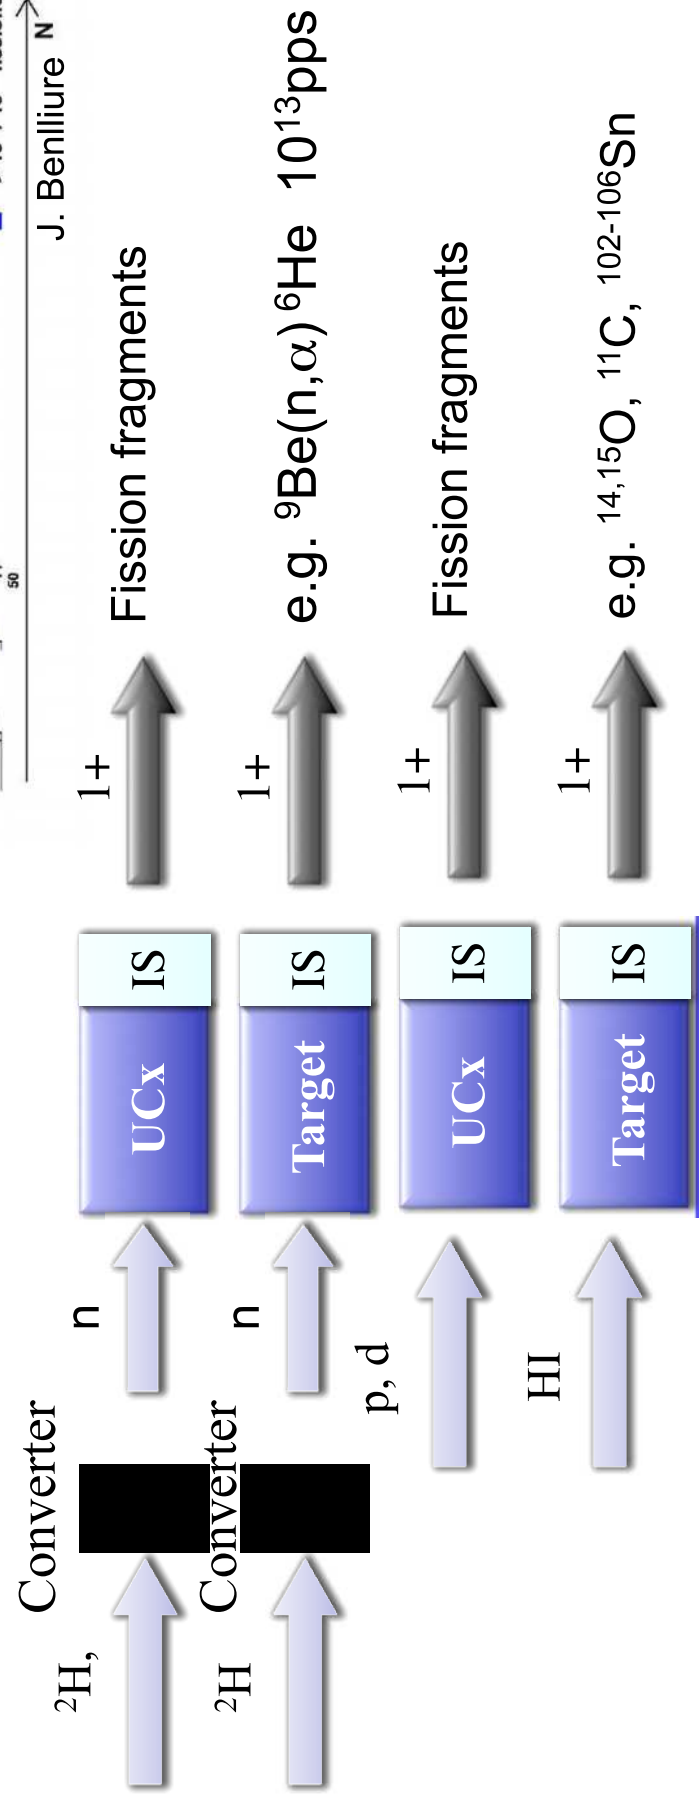 N
50
J. Benlliure
²H,
Converter
n
UCx
IS
1+
Fission fragments
²H
Converter
n
Target
IS
1+
e.g. ⁹Be(n,α) ⁶He 10¹³pps
p, d
UCx
IS
1+
Fission fragments
HI
Target
IS
1+
e.g. ¹⁴,¹⁵O, ¹¹C, ¹⁰²⁻¹⁰⁶Sn